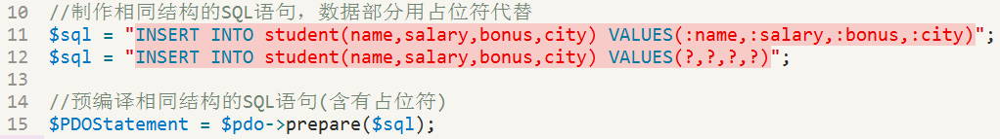 10 //制作相同结构的SQL语句，数据部分用占位符代替
11 $sql = "INSERT INTO student(name,salary,bonus,city) VALUES(:name,:salary,:bonus,:city)";
12 $sql = "INSERT INTO student(name,salary,bonus,city) VALUES(?,?,?,?)";
13
14 //预编译相同结构的SQL语句(含有占位符)
15 $PDOStatement = $pdo->prepare($sql);